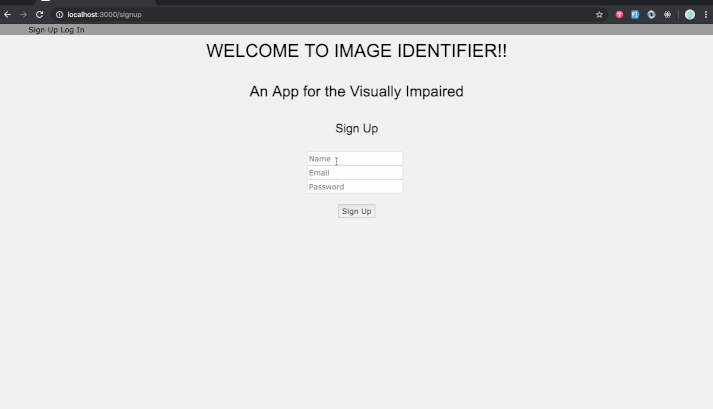 localhost:3000/signup
Sign Up Log In
WELCOME TO IMAGE IDENTIFIER!!
An App for the Visually Impaired
Sign Up
Name
Email
Password
Sign Up